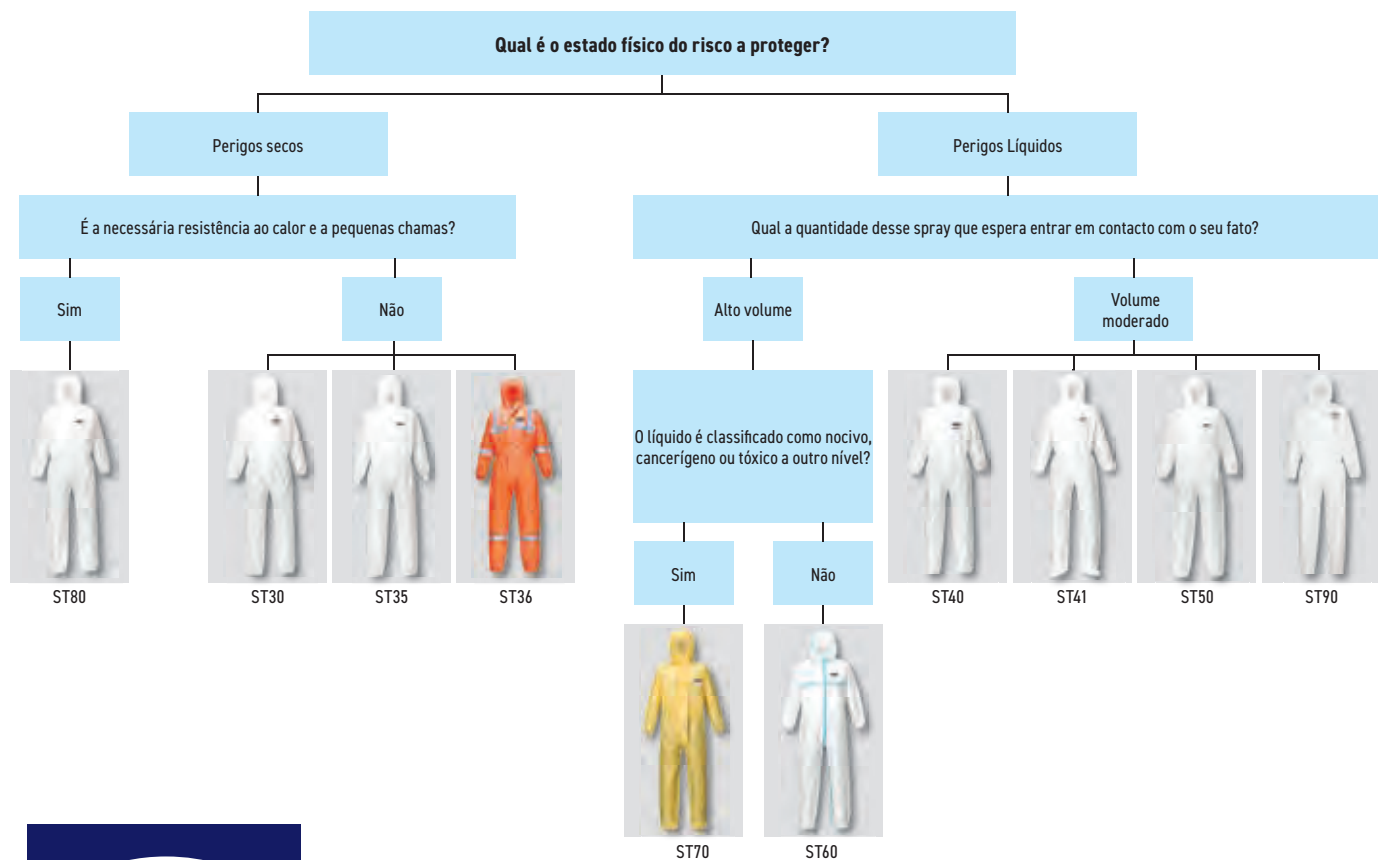 Qual é o estado físico do risco a proteger?
Perigos secos
Perigos Líquidos
É a necessária resistência ao calor e a pequenas chamas?
Qual a quantidade desse spray que espera entrar em contacto com o seu fato?
Sim
Não
Alto volume
Volume
moderado
O líquido é classificado como nocivo,
cancerígeno ou tóxico a outro nível?
ST80
ST30
ST35
ST36
Sim
Não
ST40
ST41
ST50
ST90
ST70
ST60